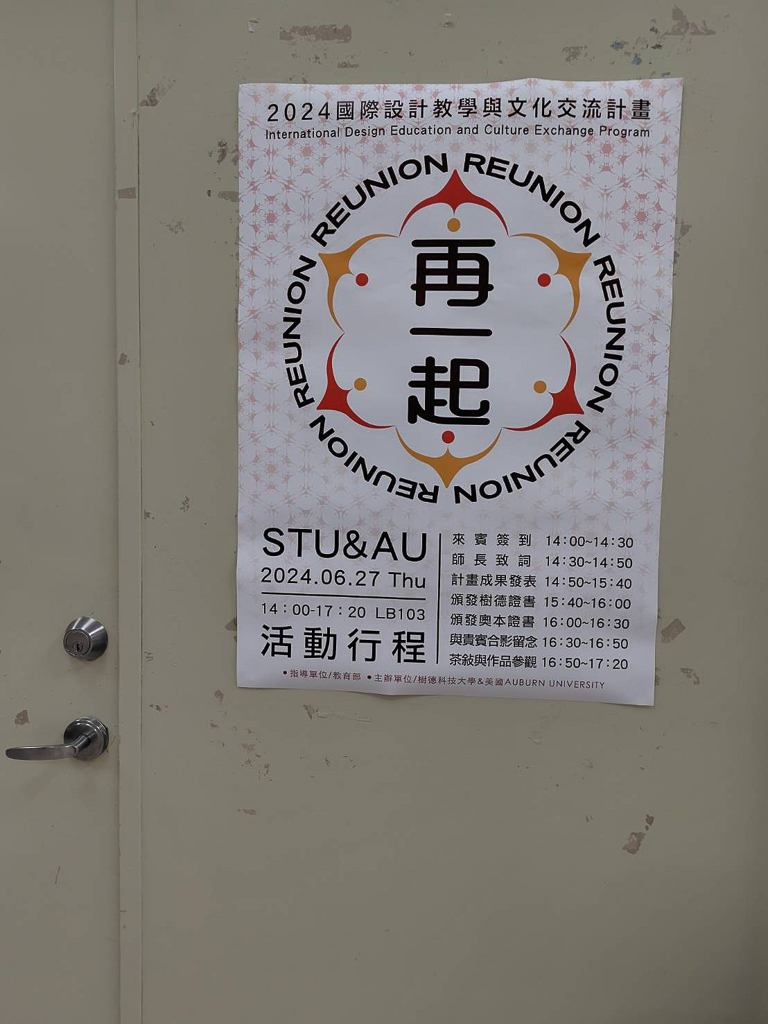 2024國際設計教學與文化交流計畫
International Design Education and Culture Exchange Program
REUNION REUNION REUNION REUNION REUNION REUNION REUNION
再一起
STU&AU
2024.06.27 Thu
14：00-17：20 LB103
活動行程
來賓簽到 14：00~14：30
師長致詞 14：30~14：50
計畫成果發表 14：50~15：40
頒發樹德證書 15：40~16：00
頒發奧本證書 16：00~16：30
與貴賓合影留念 16：30~16：50
茶敍與作品參觀 16：50~17：20
●指導單位/教育部 ●主辦單位/樹德科技大學&美國AUBURN UNIVERSITY